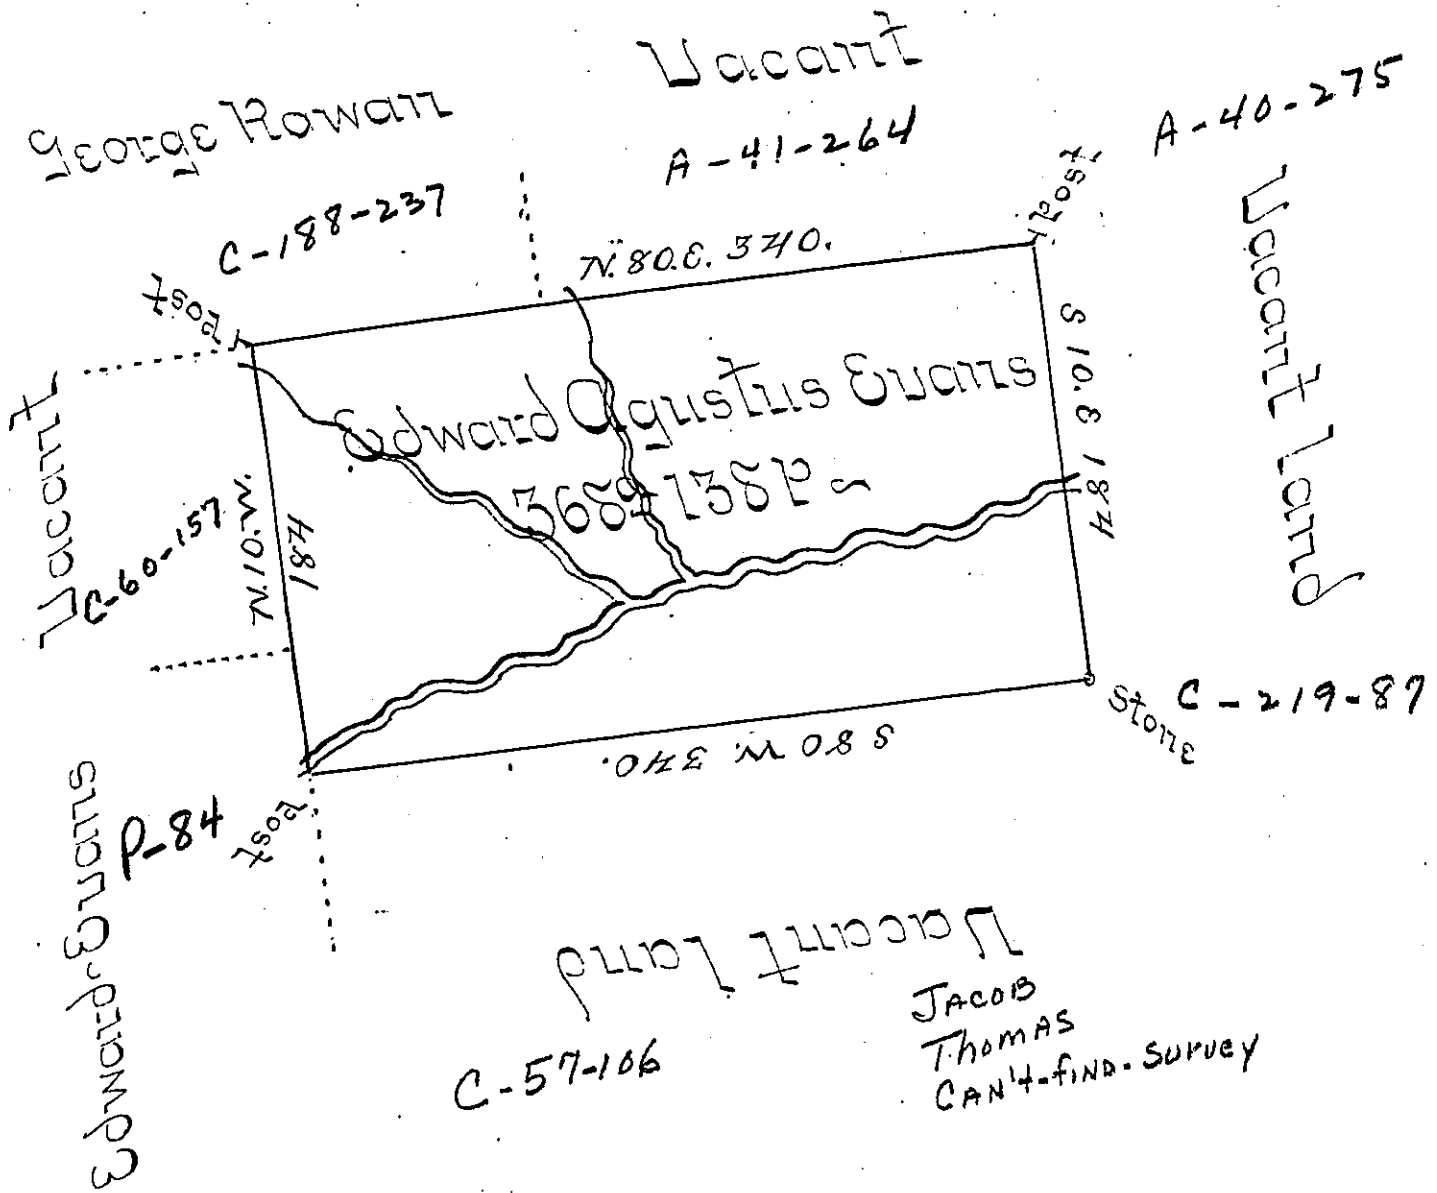 Vacant
George Rowan
A-40-275
A-41-264
C-188-237
Post
Post
N. 80. E. 340.
Vacant Land
S 10. E 184
Edward Agustus Evans
368a 138P ~
Vacant
C-60-157
N. 10 W.
184
Stone
C-219-87
S 80 W. 340.
Post
P-84
Edward Evans
Vacant Land
JACOB
Thomas
CAN't-find-survey
C-57-106